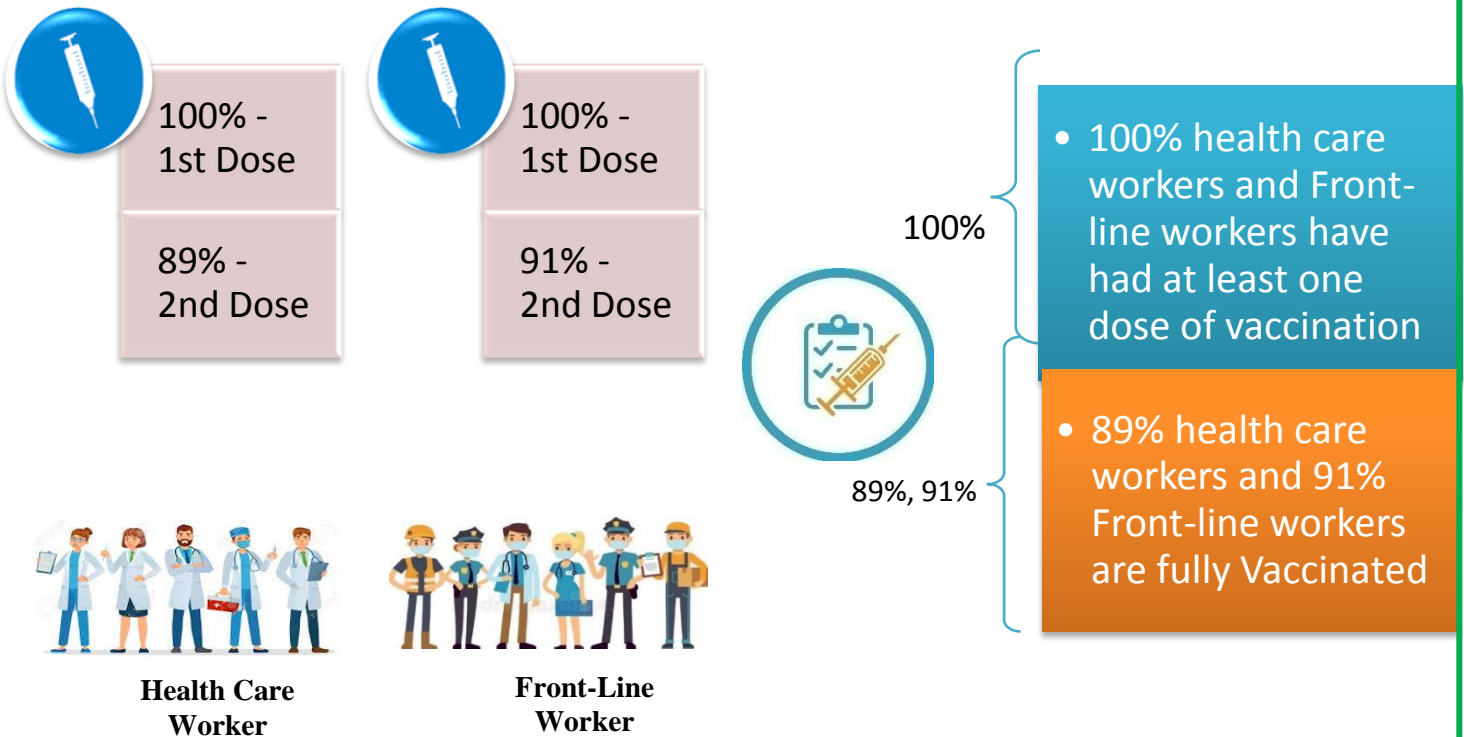 100% -
1st Dose
89% -
2nd Dose
Health Care
Worker
100% -
1st Dose
91% -
2nd Dose
Front-Line
Worker
100%
89%, 91%
• 100% health care
workers and Front-
line workers have
had at least one
dose of vaccination
• 89% health care
workers and 91%
Front-line workers
are fully Vaccinated